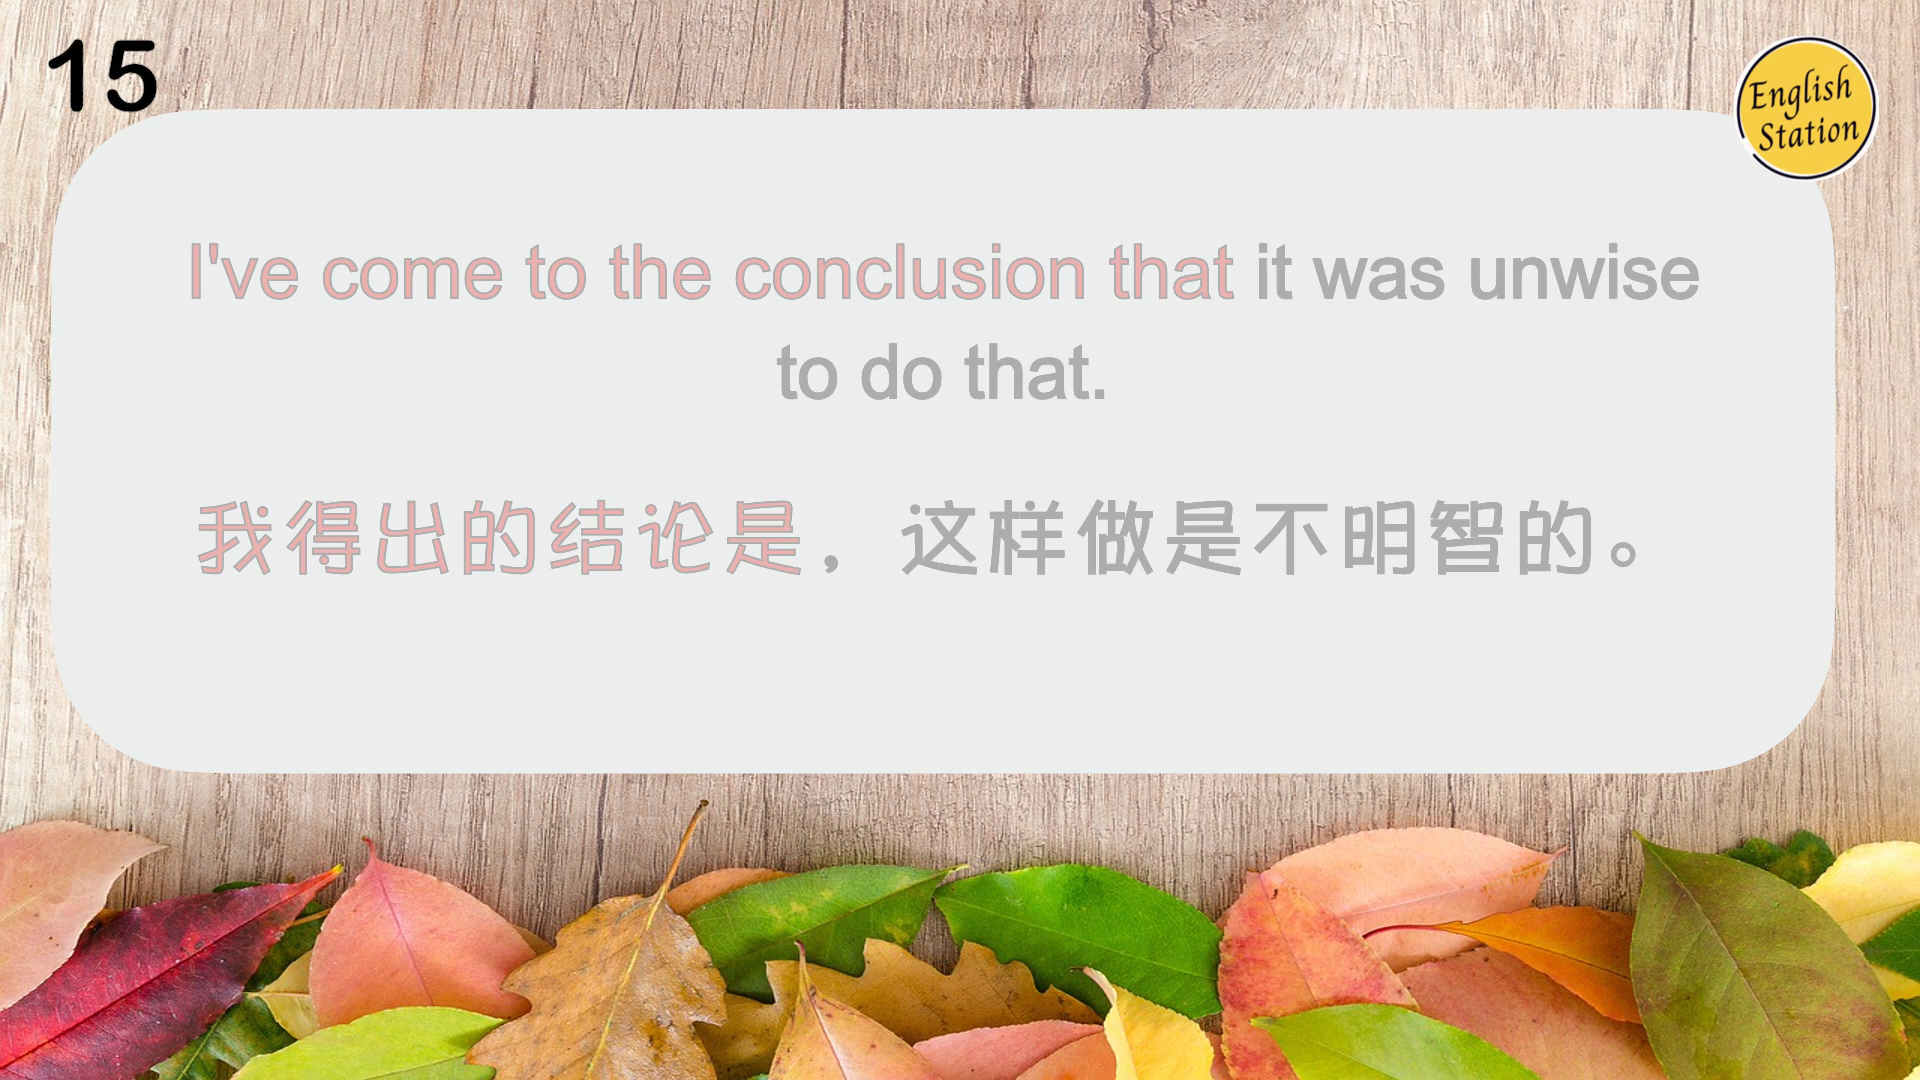 15
English
Station
I've come to the conclusion that it was unwise
to do that.
我得出的结论是，这样做是不明智的。